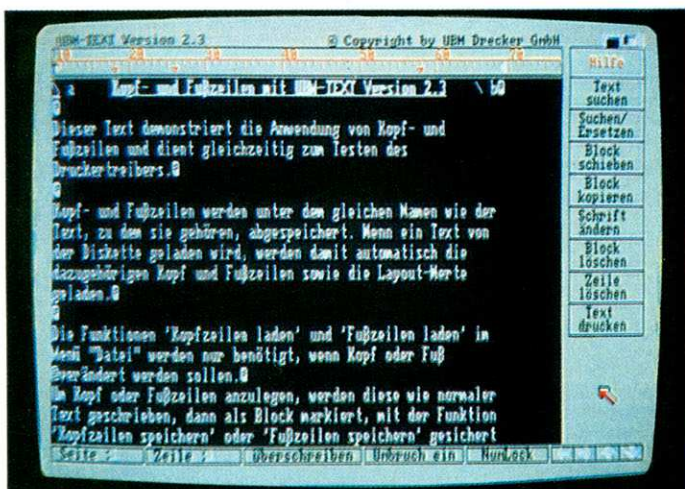 UBM-TEXT Version 2.3 © Copyright by UBM Drecker GmbH
10 20 30 40 50 60 70
\ a Kopf- und Fußzeilen mit UBM-TEXT Version 2.3 \ b
Dieser Text demonstriert die Anwendung von Kopf- und
Fußzeilen und dient gleichzeitig zum Testen des
Druckertreibers.
Kopf- und Fußzeilen werden unter dem gleichen Namen wie der
Text, zu dem sie gehören, abgespeichert. Wenn ein Text von
der Diskette geladen wird, werden damit automatisch die
dazugehörigen Kopf und Fußzeilen sowie die Layout-Werte
geladen.
Die Funktionen 'Kopfzeilen laden' und 'Fußzeilen laden' im
Menü "Datei" werden nur benötigt, wenn Kopf oder Fuß
verändert werden sollen.
Um Kopf oder Fußzeilen anzulegen, werden diese wie normaler
Text geschrieben, dann als Block markiert, mit der Funktion
'Kopfzeilen speichern' oder 'Fußzeilen speichern' gesichert
Hilfe
Text
suchen
Suchen/
Ersetzen
Block
schieben
Block
kopieren
Schrift
ändern
Block
löschen
Zeile
löschen
Text
drucken
Seite : Zeile : überschreiben Umbruch ein NumLock